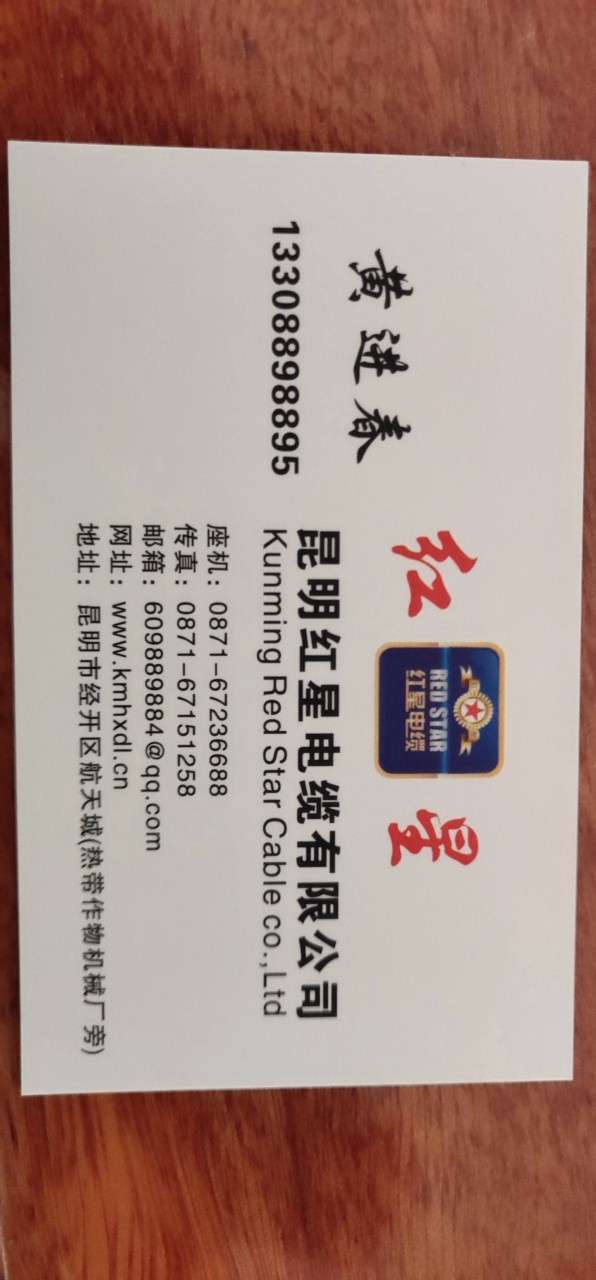 红 星
RED STAR
红星电缆
黄进春
13308898895
昆明红星电缆有限公司
Kunming Red Star Cable co.,Ltd
座机：0871-67236688
传真：0871-67151258
邮箱：609889884@qq.com
网址：www.kmhxdl.cn
地址：昆明市经开区航天城(热带作物机械厂旁)